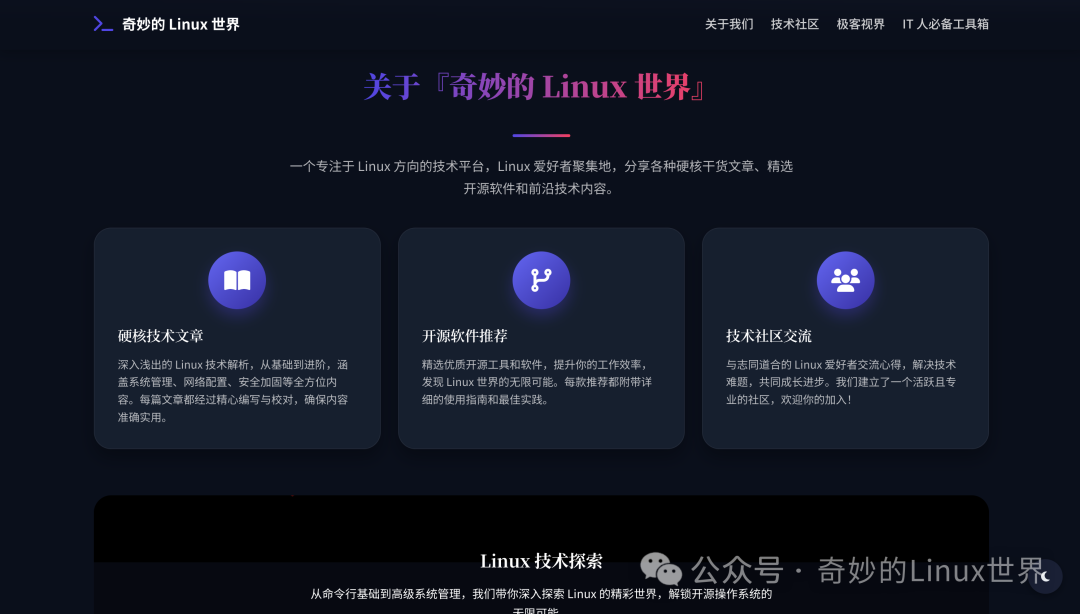 奇妙的 Linux 世界
关于我们 技术社区 极客视界 IT 人必备工具箱
关于『奇妙的 Linux 世界』
一个专注于 Linux 方向的技术平台，Linux 爱好者聚集地，分享各种硬核干货文章、精选
开源软件和前沿技术内容。
硬核技术文章
深入浅出的 Linux 技术解析，从基础到进阶，涵
盖系统管理、网络配置、安全加固等全方位内
容。每篇文章都经过精心编写与校对，确保内容
准确实用。
开源软件推荐
精选优质开源工具和软件，提升你的工作效率，
发现 Linux 世界的无限可能。每款推荐都附带详
细的使用指南和最佳实践。
技术社区交流
与志同道合的 Linux 爱好者交流心得，解决技术
难题，共同成长进步。我们建立了一个活跃且专
业的社区，欢迎你的加入！
Linux 技术探索
从命令行基础到高级系统管理，我们带你深入探索 Linux 的精彩世界，解锁开源操作系统的
无限可能
公众号 · 奇妙的Linux世界